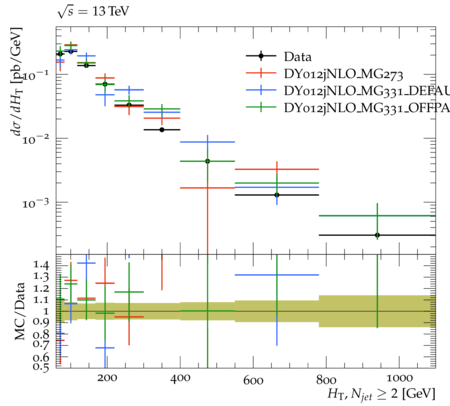 √s = 13 TeV
dσ/dH_T [pb/GeV]
10⁻¹
10⁻²
10⁻³
Data
DY012jNLO_MG273
DY012jNLO_MG331_DEFAU
DY012jNLO_MG331_OFFPA
MC/Data
1.4
1.3
1.2
1.1
1
0.9
0.8
0.7
0.6
0.5
200 400 600 800 1000
H_T, N_jet ≥ 2 [GeV]